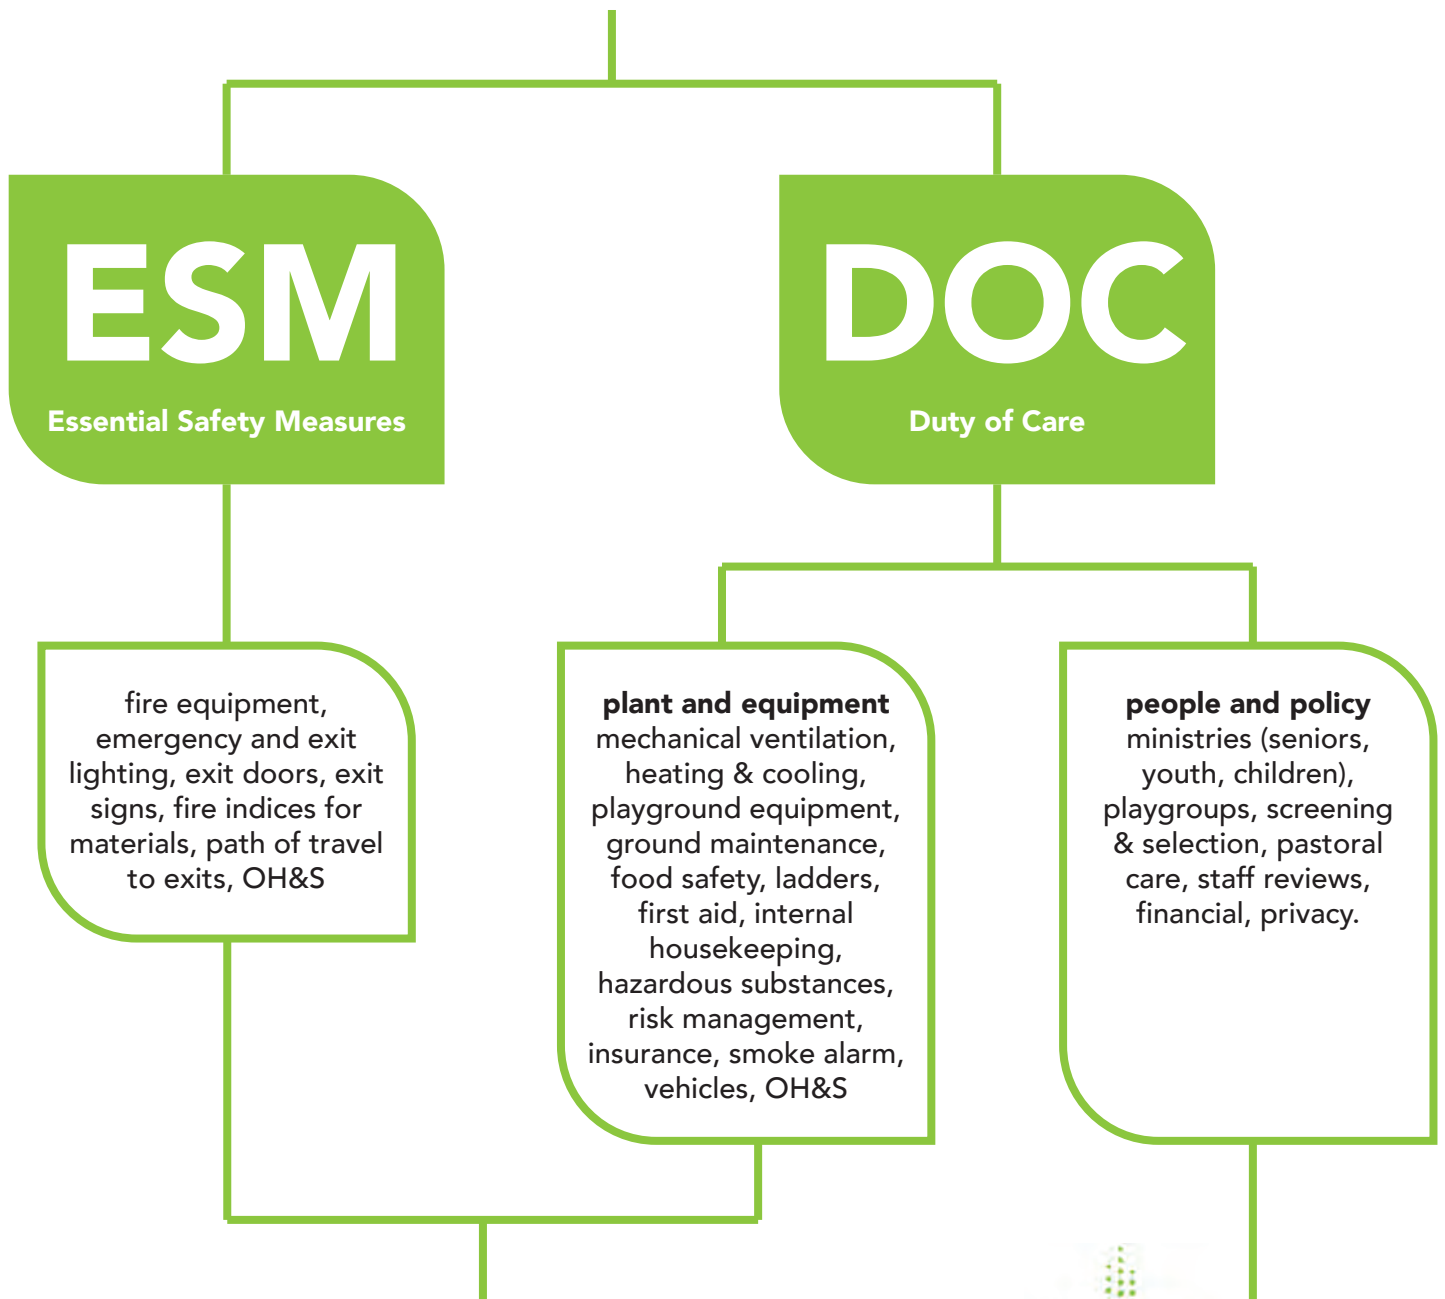 ESM
Essential Safety Measures
DOC
Duty of Care
fire equipment,
emergency and exit
lighting, exit doors, exit
signs, fire indices for
materials, path of travel
to exits, OH&S
plant and equipment
mechanical ventilation,
heating & cooling,
playground equipment,
ground maintenance,
food safety, ladders,
first aid, internal
housekeeping,
hazardous substances,
risk management,
insurance, smoke alarm,
vehicles, OH&S
people and policy
ministries (seniors,
youth, children),
playgroups, screening
& selection, pastoral
care, staff reviews,
financial, privacy.